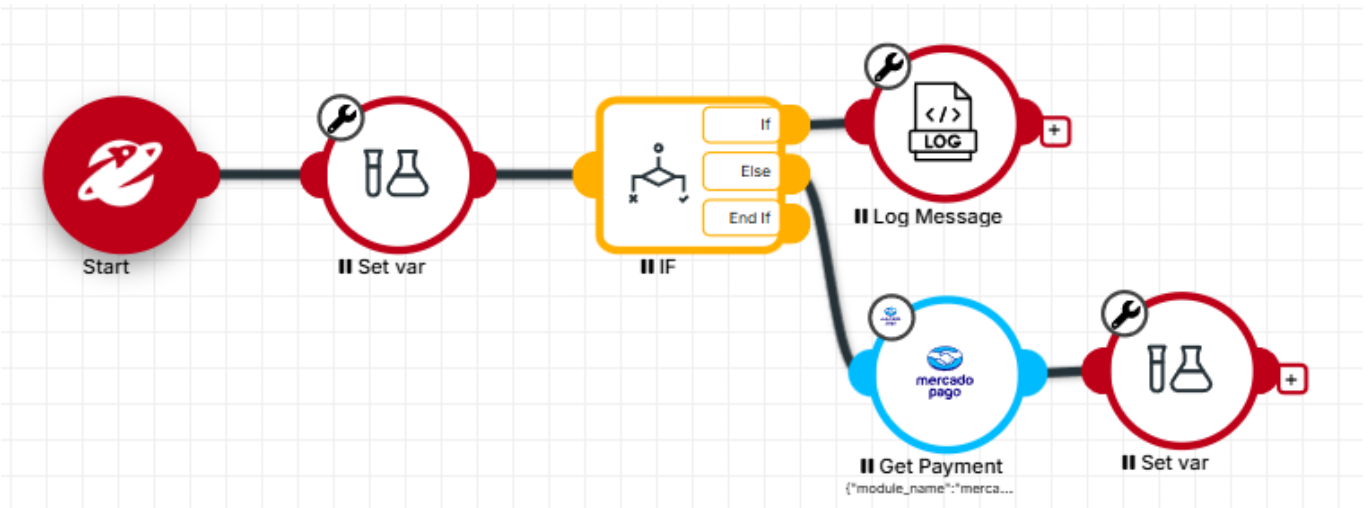 Start
Set var
If
Else
End If
IF
</>
LOG
Log Message
mercado
pago
Get Payment
{"module_name":"merca...
Set var